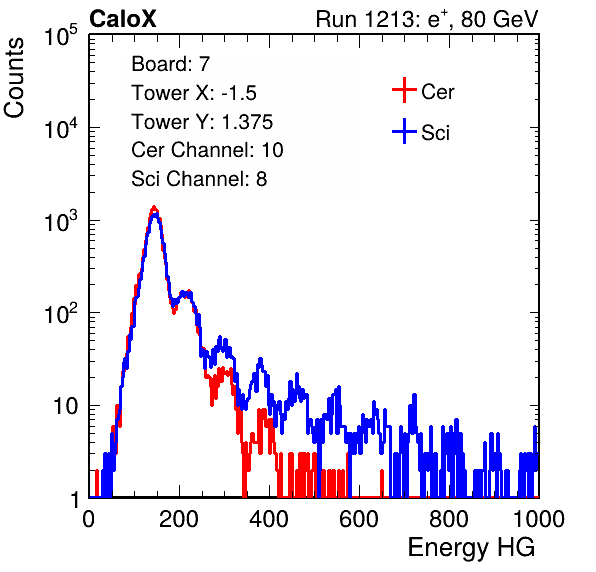 CaloX Run 1213: e⁺, 80 GeV
Counts
Board: 7
Tower X: -1.5
Tower Y: 1.375
Cer Channel: 10
Sci Channel: 8
Cer
Sci
10⁵
10⁴
10³
10²
10
1
0 200 400 600 800 1000
Energy HG